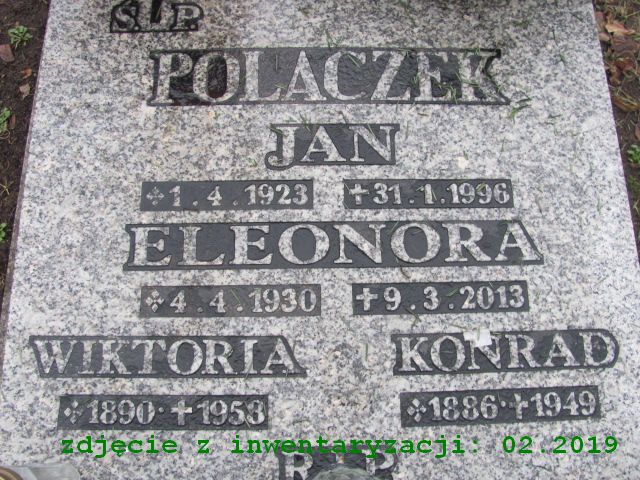 Ś.P.
POLACZEK
JAN
1.4.1923 +31.1.1996
ELEONORA
4.4.1930 +9.3.2013
WIKTORIA KONRAD
1890 +1958 1886 +1949
zdjęcie z inwentaryzacji: 02.2019
R.I.P.